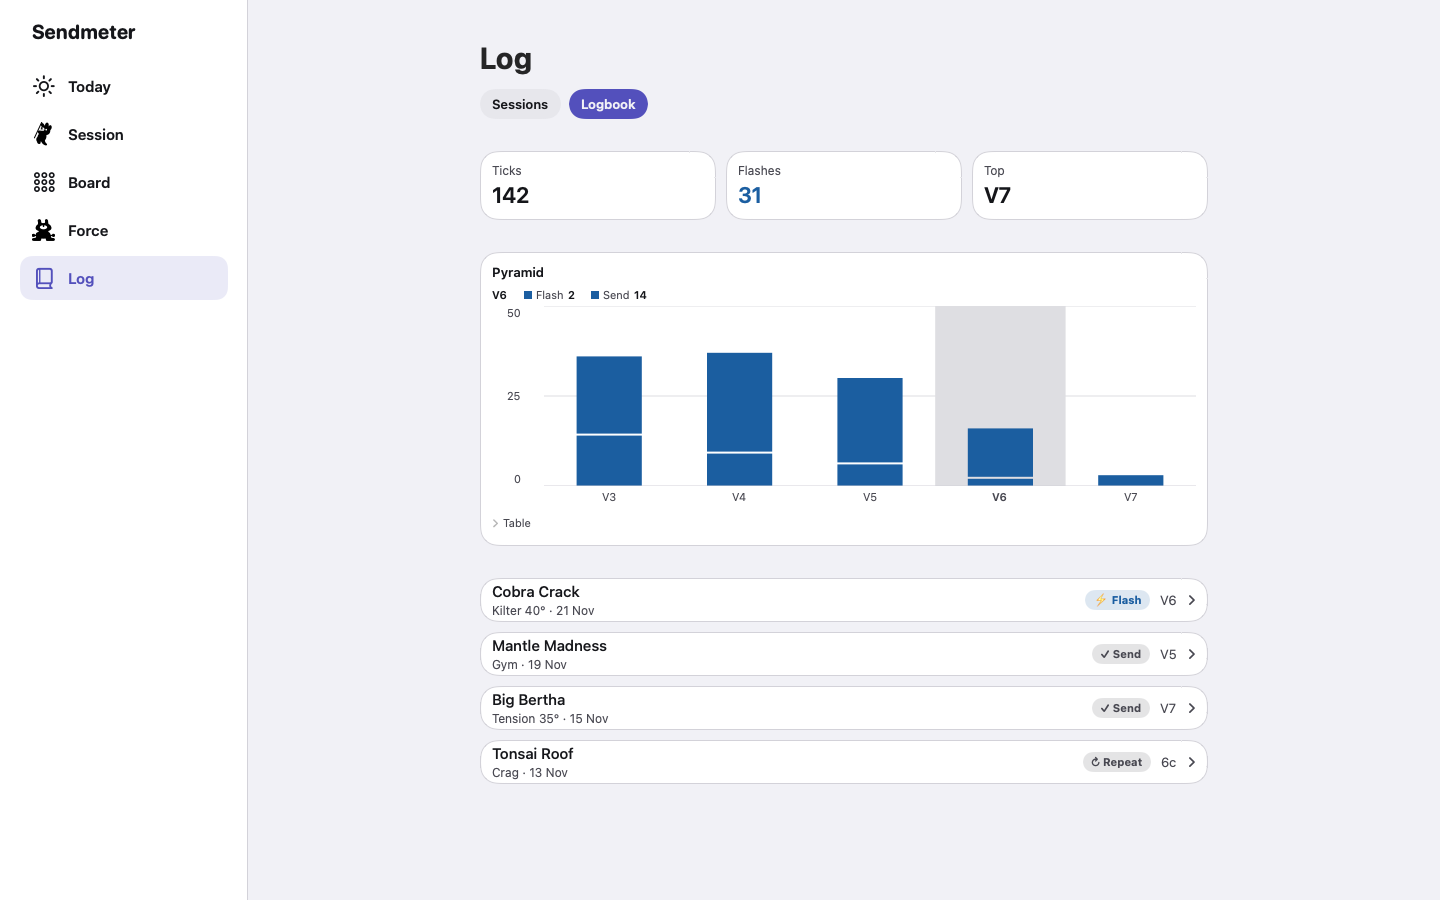 Sendmeter
Today
Session
Board
Force
Log
Log
Sessions
Logbook
Ticks
142
Flashes
31
Top
V7
Pyramid
V6 Flash 2 Send 14
50
25
0
V3 V4 V5 V6 V7
Table
Cobra Crack
Kilter 40° · 21 Nov
⚡ Flash V6
Mantle Madness
Gym · 19 Nov
✓ Send V5
Big Bertha
Tension 35° · 15 Nov
✓ Send V7
Tonsai Roof
Crag · 13 Nov
↻ Repeat 6c